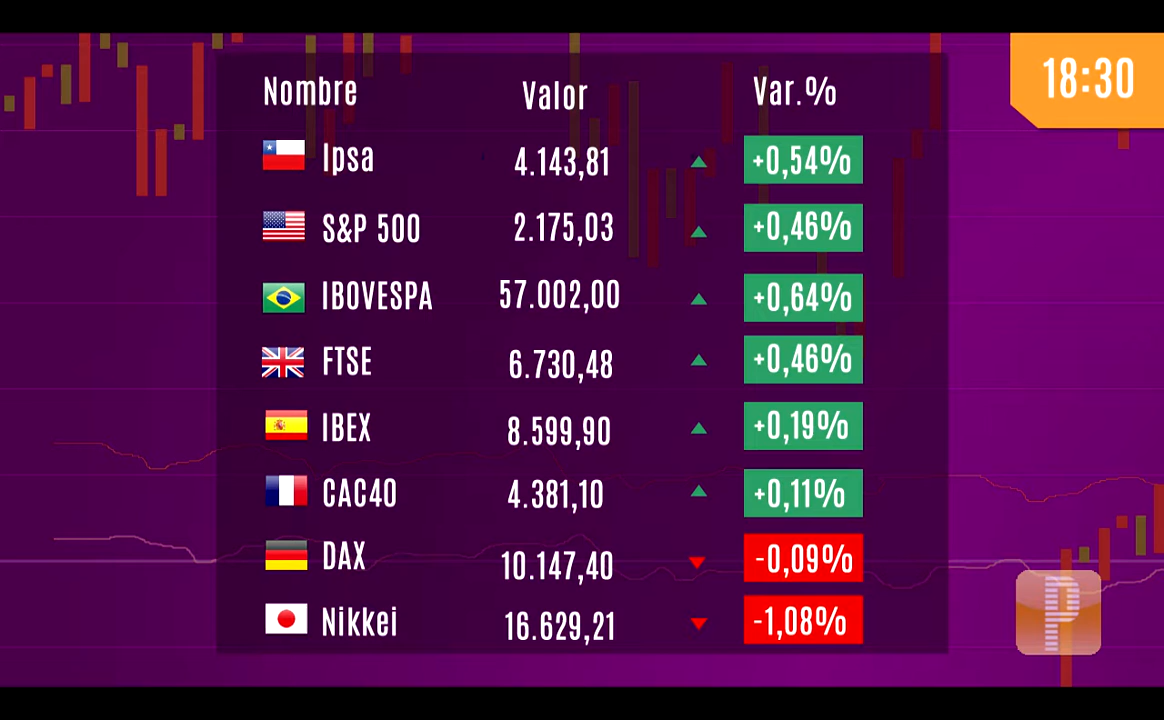 18:30
Nombre Valor Var.%
Ipsa 4.143,81 +0,54%
S&P 500 2.175,03 +0,46%
IBOVESPA 57.002,00 +0,64%
FTSE 6.730,48 +0,46%
IBEX 8.599,90 +0,19%
CAC40 4.381,10 +0,11%
DAX 10.147,40 -0,09%
Nikkei 16.629,21 -1,08%
P